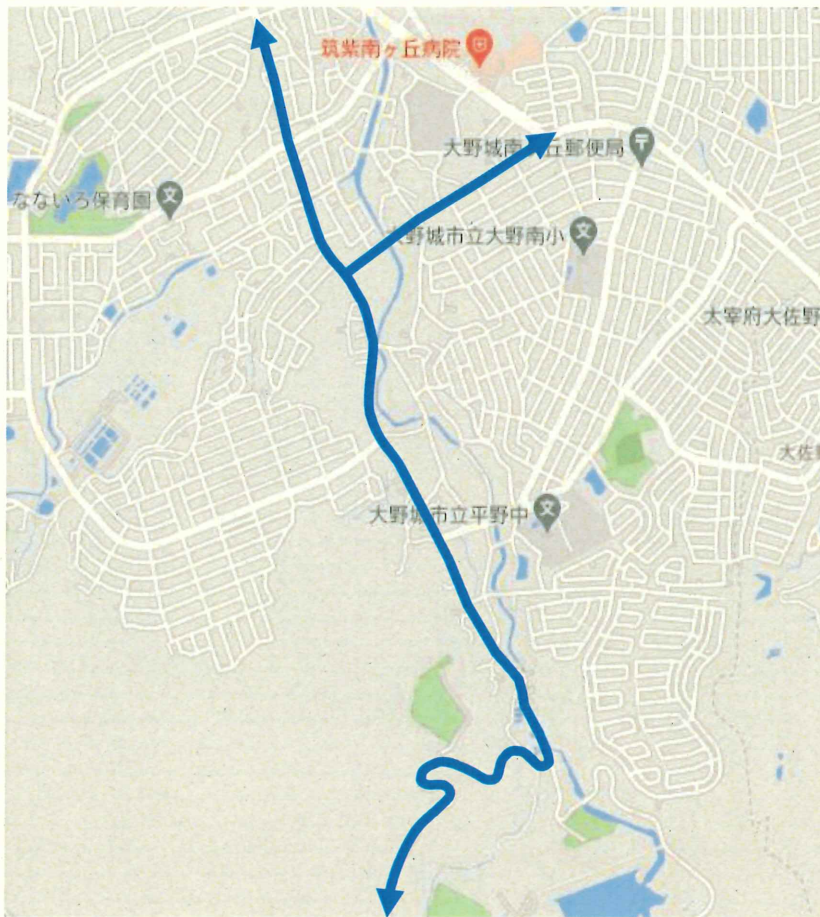 筑紫南ヶ丘病院
大野城南ヶ丘郵便局
なないろ保育園
大野城市立大野南小
太宰府大佐野
大佐
大野城市立平野中